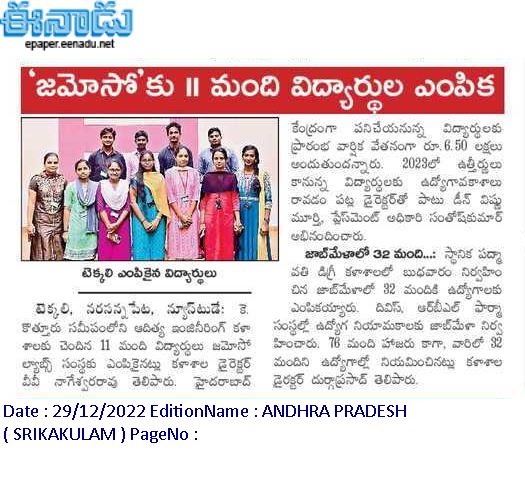 ఈనాడు
epaper.eenadu.net
‘జమోసో’కు 11 మంది విద్యార్థుల ఎంపిక
టెక్కలి ఎంపికైన విద్యార్థులు
టెక్కలి, నరసన్నపేట, న్యూస్‌టుడే: కె.
కొత్తూరు సమీపంలోని ఆదిత్య ఇంజినీరింగ్ కళా
శాలకు చెందిన 11 మంది విద్యార్థులు జమోసో
ల్యాబ్స్ సంస్థకు ఎంపికైనట్లు కళాశాల డైరెక్టర్
వీవీ నాగేశ్వరరావు తెలిపారు. హైదరాబాద్
కేంద్రంగా పనిచేయనున్న విద్యార్థులకు
ప్రారంభ వార్షిక వేతనంగా రూ.6.50 లక్షలు
అందుతుందన్నారు. 2023లో ఉత్తీర్ణులు
కానున్న విద్యార్థులకు ఉద్యోగావకాశాలు
రావడం పట్ల డైరెక్టర్‌తో పాటు డీన్ విష్ణు
మూర్తి, ప్లేస్‌మెంట్ అధికారి సంతోష్‌కుమార్
అభినందించారు.
జాబ్‌మేళాలో 32 మంది...: స్థానిక పద్మా
వతి డిగ్రీ కళాశాలలో బుధవారం నిర్వహిం
చిన జాబ్‌మేళాలో 32 మందికి ఉద్యోగాలకు
ఎంపికయ్యారు. దివిస్, ఆర్‌బీఎల్ ఫార్మా
సంస్థల్లో ఉద్యోగ నియామకాలకు జాబ్‌మేళా నిర్వ
హించారు. 76 మంది హాజరు కాగా, వారిలో 32
మందిని ఉద్యోగాల్లో నియమించినట్లు కళాశాల
డైరక్టర్ దుర్గాప్రసాద్ తెలిపారు.
Date : 29/12/2022 EditionName : ANDHRA PRADESH
( SRIKAKULAM ) PageNo :